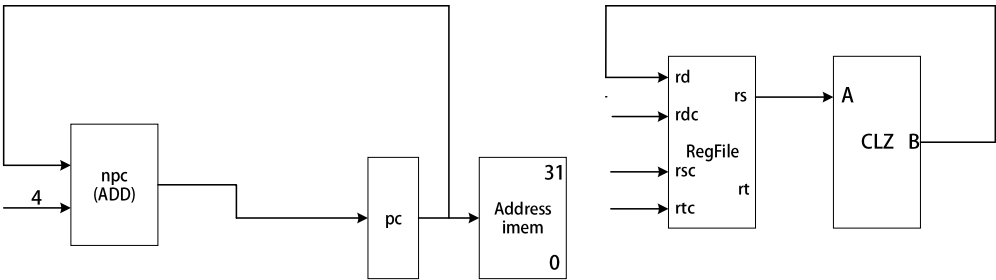 npc
(ADD)
4
pc
31
Address
imem
0
rd
rs
rdc
RegFile
rsc
rt
rtc
A
CLZ B